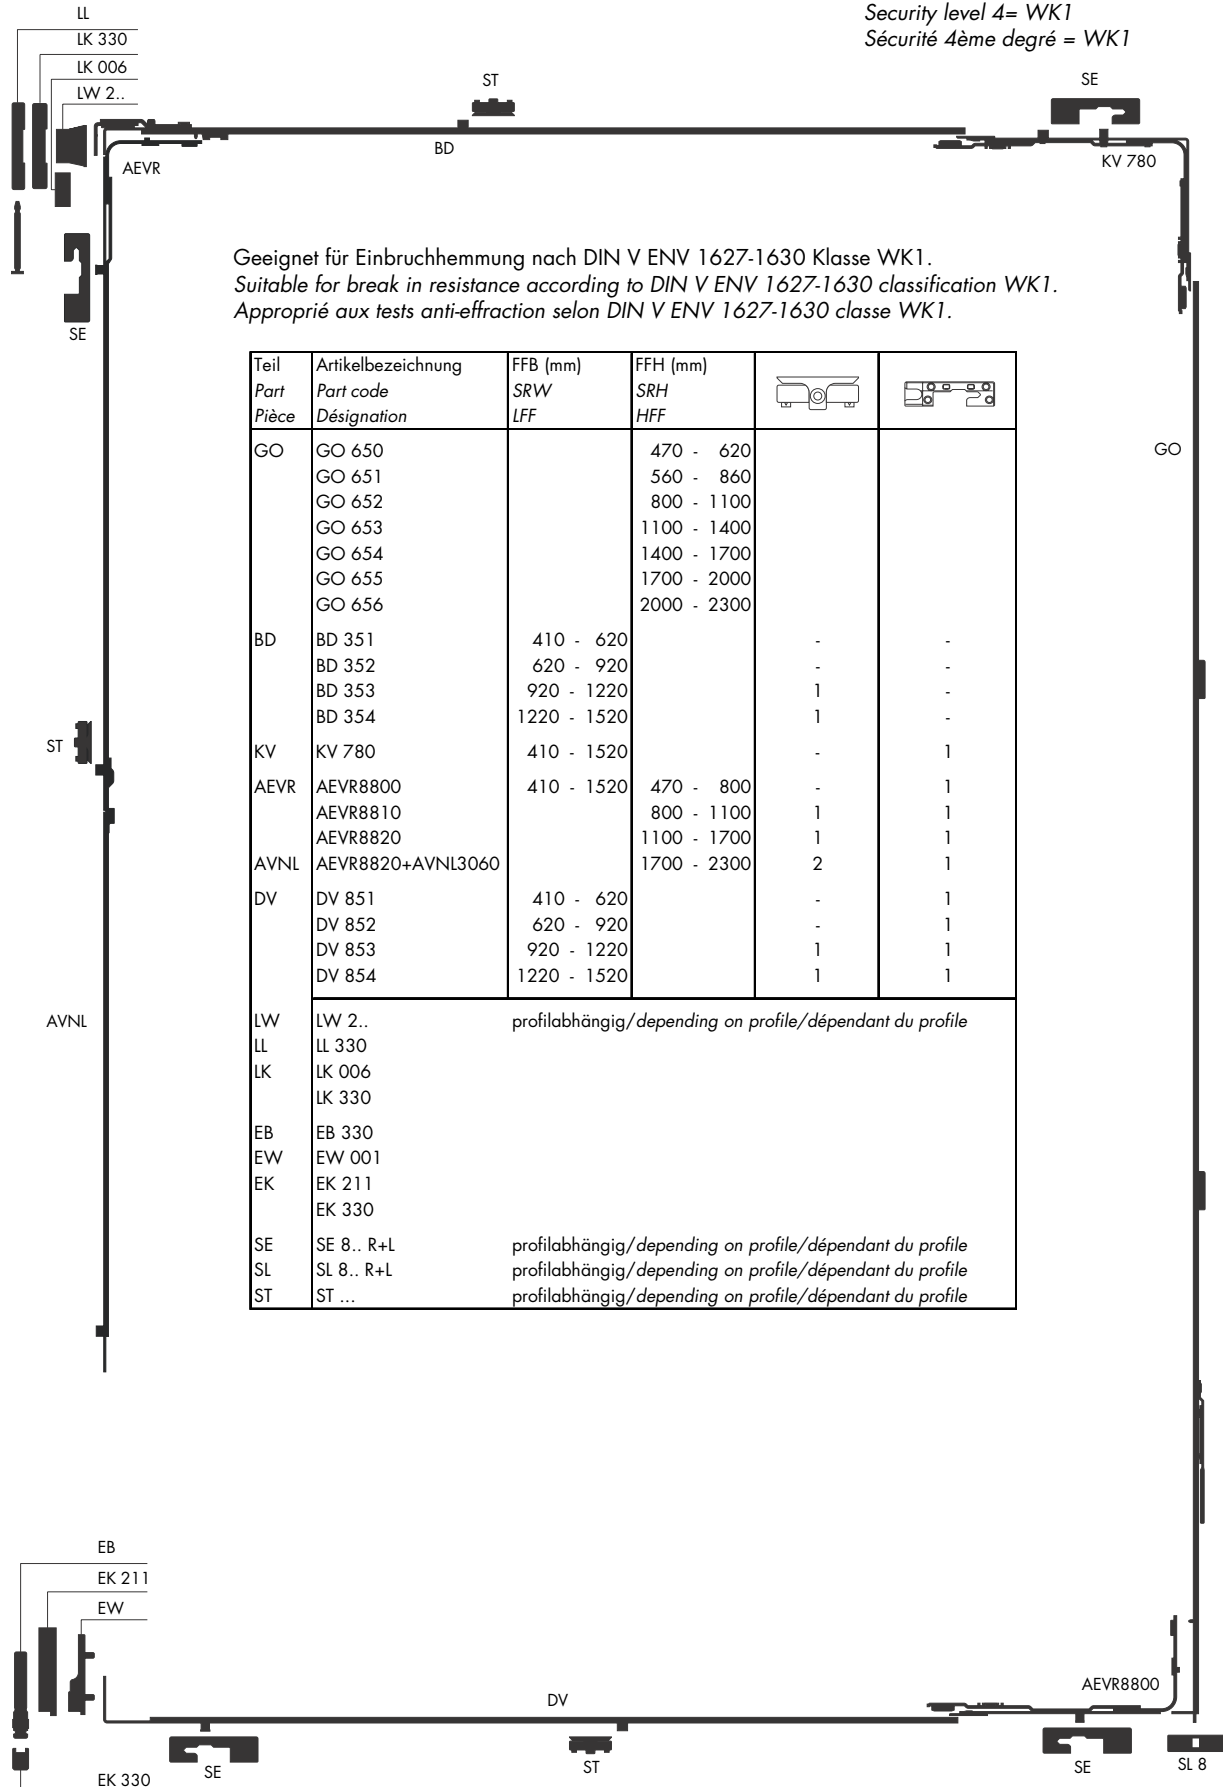 Security level 4= WK1
Sécurité 4ème degré = WK1
LL
LK 330
LK 006
LW 2..
ST
SE
BD
AEVR
KV 780
Geeignet für Einbruchhemmung nach DIN V ENV 1627-1630 Klasse WK1.
Suitable for break in resistance according to DIN V ENV 1627-1630 classification WK1.
Approprié aux tests anti-effraction selon DIN V ENV 1627-1630 classe WK1.
SE
Teil Artikelbezeichnung FFB (mm) FFH (mm)
Part Part code SRW SRH
Pièce Désignation LFF HFF
GO GO 650 470 - 620
GO 651 560 - 860
GO 652 800 - 1100
GO 653 1100 - 1400
GO 654 1400 - 1700
GO 655 1700 - 2000
GO 656 2000 - 2300
BD BD 351 410 - 620 - -
BD 352 620 - 920 - -
BD 353 920 - 1220 1 -
BD 354 1220 - 1520 1 -
KV KV 780 410 - 1520 - 1
AEVR AEVR8800 410 - 1520 470 - 800 - 1
AEVR8810 800 - 1100 1 1
AEVR8820 1100 - 1700 1 1
AVNL AEVR8820+AVNL3060 1700 - 2300 2 1
DV DV 851 410 - 620 - 1
DV 852 620 - 920 - 1
DV 853 920 - 1220 1 1
DV 854 1220 - 1520 1 1
LW LW 2.. profilabhängig/depending on profile/dépendant du profile
LL LL 330
LK LK 006
LK 330
EB EB 330
EW EW 001
EK EK 211
EK 330
SE SE 8.. R+L profilabhängig/depending on profile/dépendant du profile
SL SL 8.. R+L profilabhängig/depending on profile/dépendant du profile
ST ST ... profilabhängig/depending on profile/dépendant du profile
GO
ST
AVNL
EB
EK 211
EW
AEVR8800
DV
SE
ST
SE
SL 8
EK 330